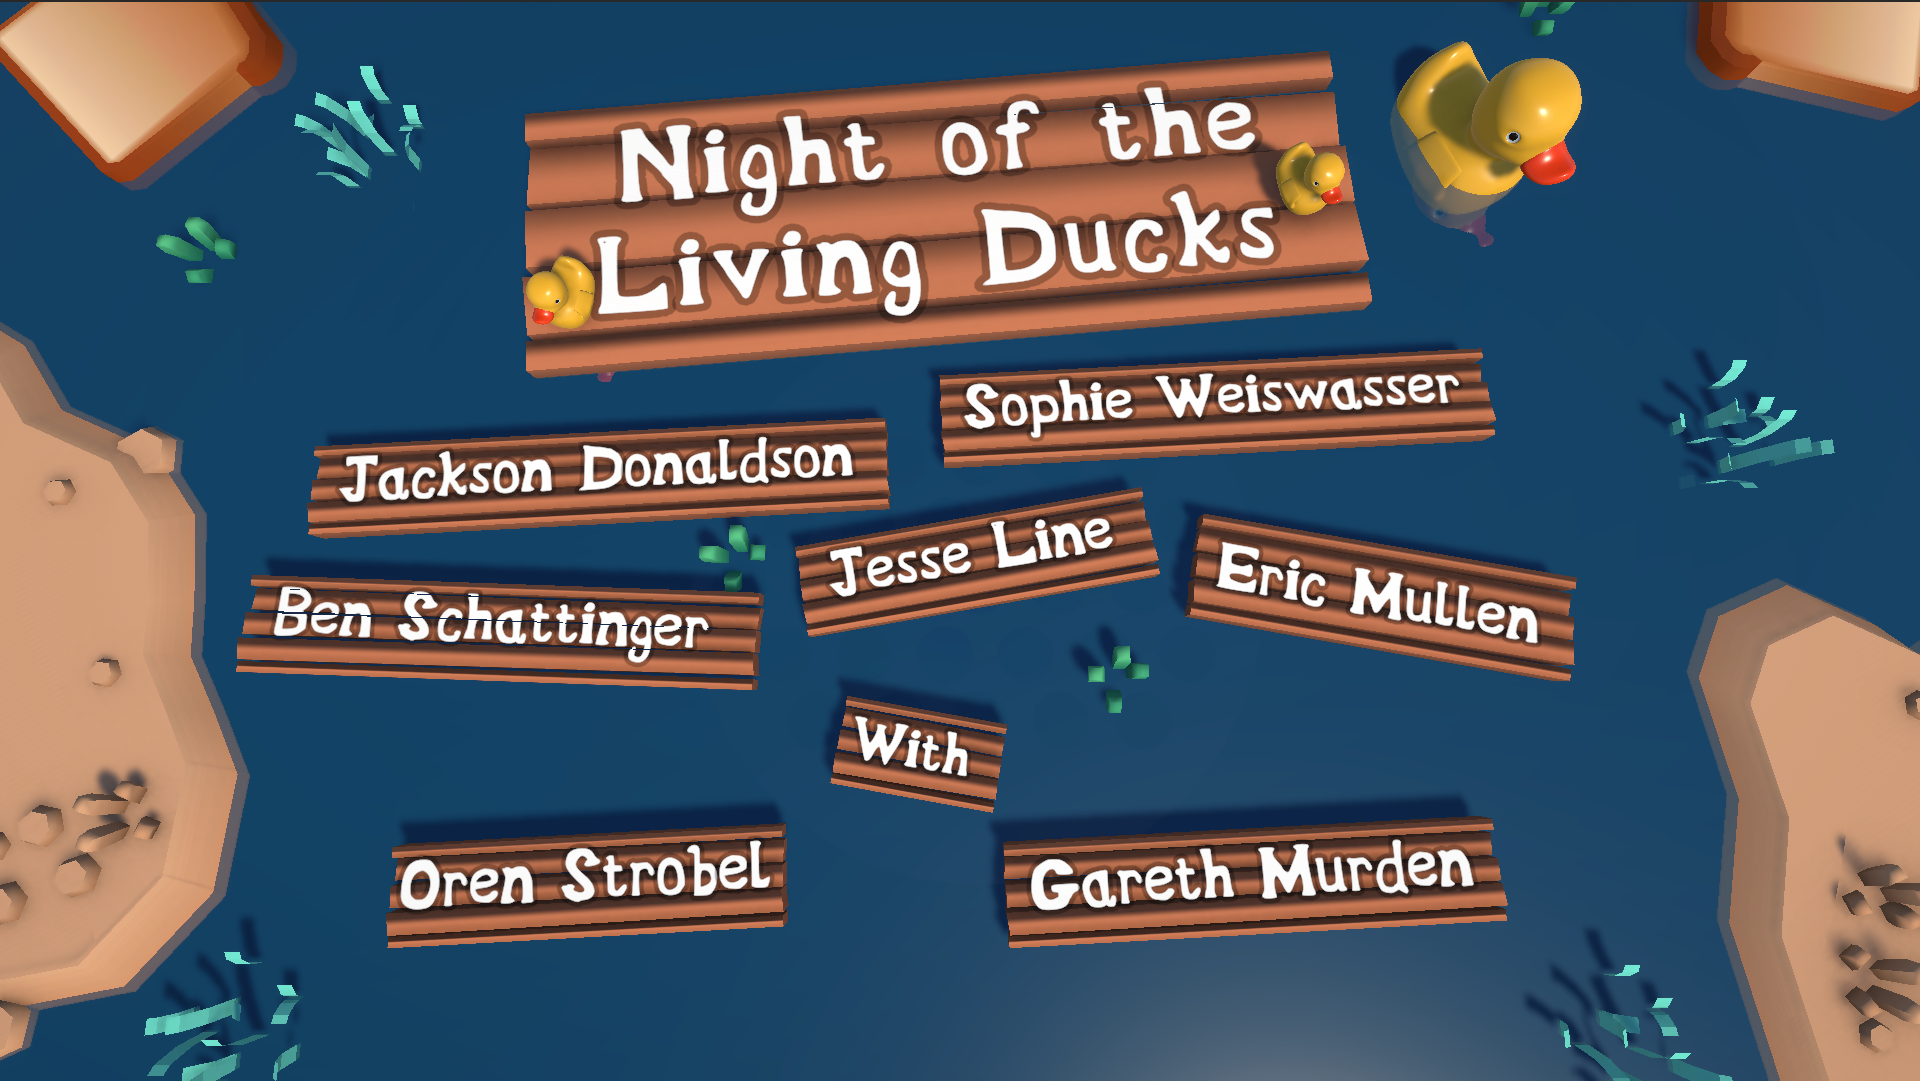 Night of the
Living Ducks
Sophie Weiswasser
Jackson Donaldson
Jesse Line
Eric Mullen
Ben Schattinger
With
Oren Strobel
Gareth Murden